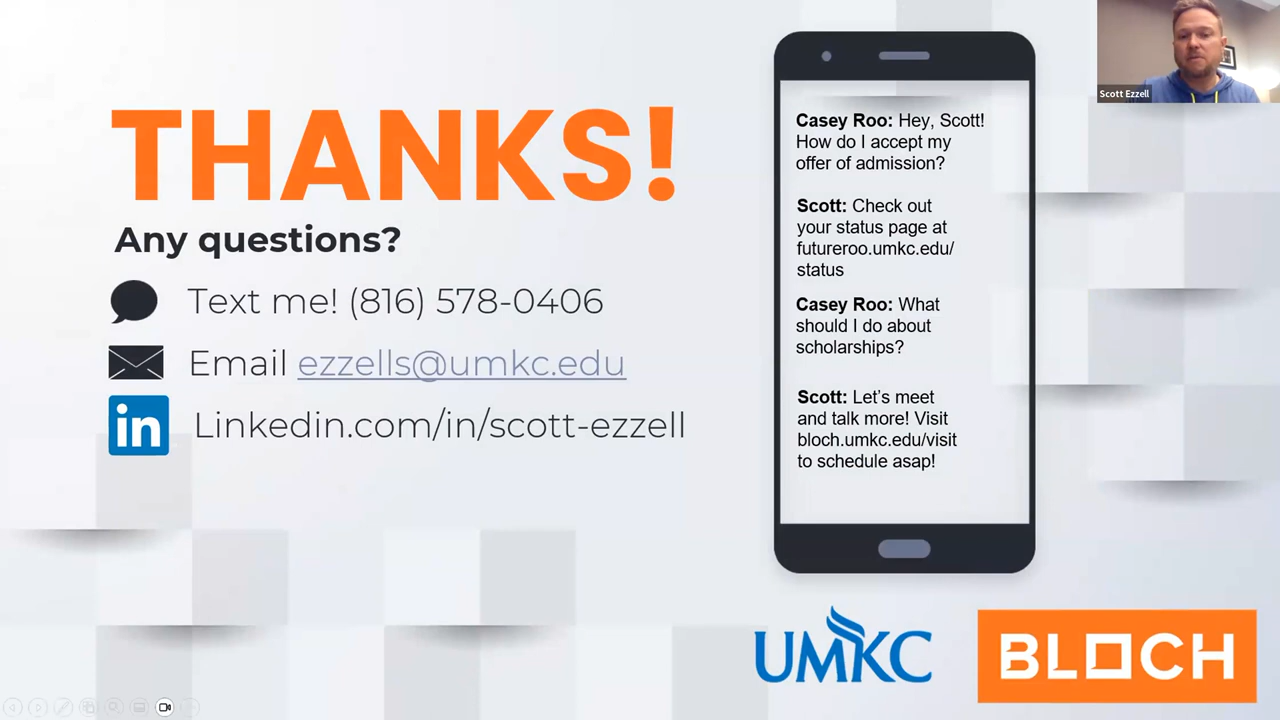 THANKS!
Any questions?
Text me! (816) 578-0406
Email ezzells@umkc.edu
in
Linkedin.com/in/scott-ezzell
Casey Roo: Hey, Scott!
How do I accept my
offer of admission?
Scott: Check out
your status page at
futureroo.umkc.edu/
status
Casey Roo: What
should I do about
scholarships?
Scott: Let’s meet
and talk more! Visit
bloch.umkc.edu/visit
to schedule asap!
Scott Ezzell
UMKC
BLOCH